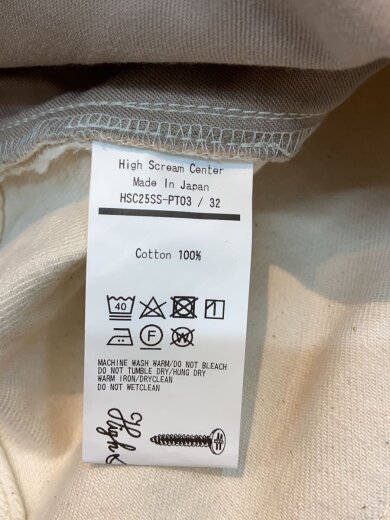 High Scream Center
Made In Japan
HSC25SS-PT03 / 32
Cotton 100%
40
F
W
MACHINE WASH WARM/DO NOT BLEACH
DO NOT TUMBLE DRY/HUNG DRY
WARM IRON/DRYCLEAN
DO NOT WETCLEAN
High